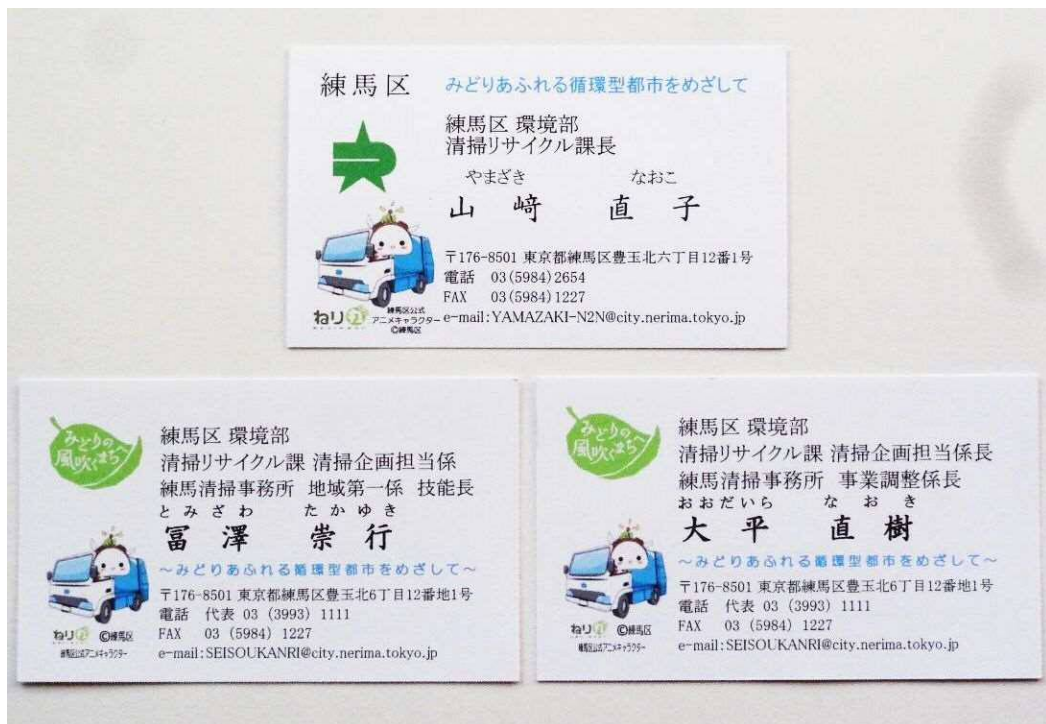 練馬区
みどりあふれる循環型都市をめざして
練馬区 環境部
清掃リサイクル課長
やまざき なおこ
山﨑 直子
〒176-8501 東京都練馬区豊玉北六丁目12番1号
電話 03(5984)2654
FAX 03(5984)1227
e-mail:YAMAZAKI-N2N@city.nerima.tokyo.jp
ねり丸
練馬区公式
アニメキャラクター
©練馬区
みどりの
風吹くまちへ
練馬区 環境部
清掃リサイクル課 清掃企画担当係
練馬清掃事務所 地域第一係 技能長
とみざわ たかゆき
冨澤 崇行
~みどりあふれる循環型都市をめざして~
〒176-8501 東京都練馬区豊玉北6丁目12番地1号
電話 代表 03 (3993) 1111
FAX 03 (5984) 1227
e-mail:SEISOUKANRI@city.nerima.tokyo.jp
ねり丸 ©練馬区
練馬区公式アニメキャラクター
みどりの
風吹くまちへ
練馬区 環境部
清掃リサイクル課 清掃企画担当係長
練馬清掃事務所 事業調整係長
おおだいら なおき
大平 直樹
~みどりあふれる循環型都市をめざして~
〒176-8501 東京都練馬区豊玉北6丁目12番地1号
電話 代表 03 (3993) 1111
FAX 03 (5984) 1227
e-mail:SEISOUKANRI@city.nerima.tokyo.jp
ねり丸 ©練馬区
練馬区公式アニメキャラクター